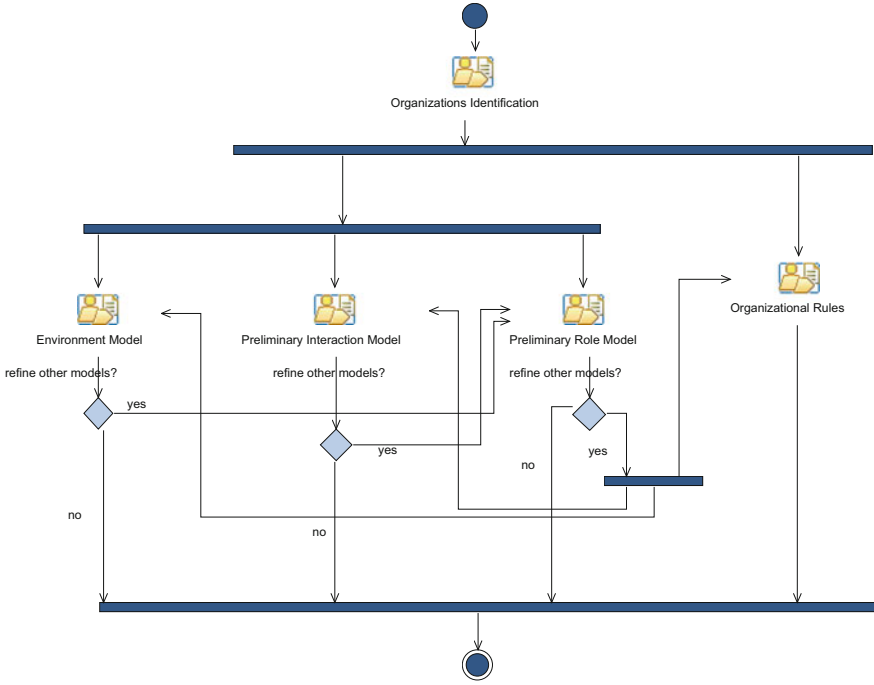 Organizations Identification
Organizational Rules
Environment Model
Preliminary Interaction Model
Preliminary Role Model
refine other models?
refine other models?
refine other models?
yes
yes
yes
no
no
no